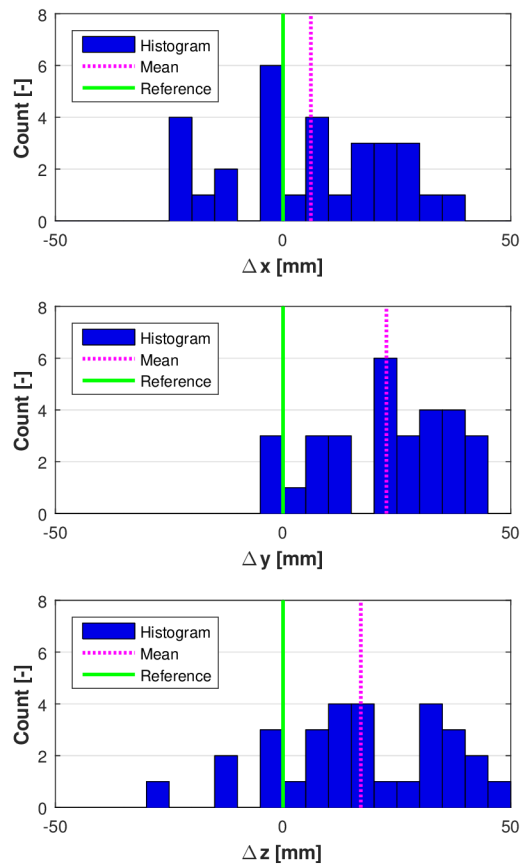 8
6
4
2
0
Count [-]
Histogram
Mean
Reference
-50 0 50
Δ x [mm]
8
6
4
2
0
Count [-]
Histogram
Mean
Reference
-50 0 50
Δ y [mm]
8
6
4
2
0
Count [-]
Histogram
Mean
Reference
-50 0 50
Δ z [mm]